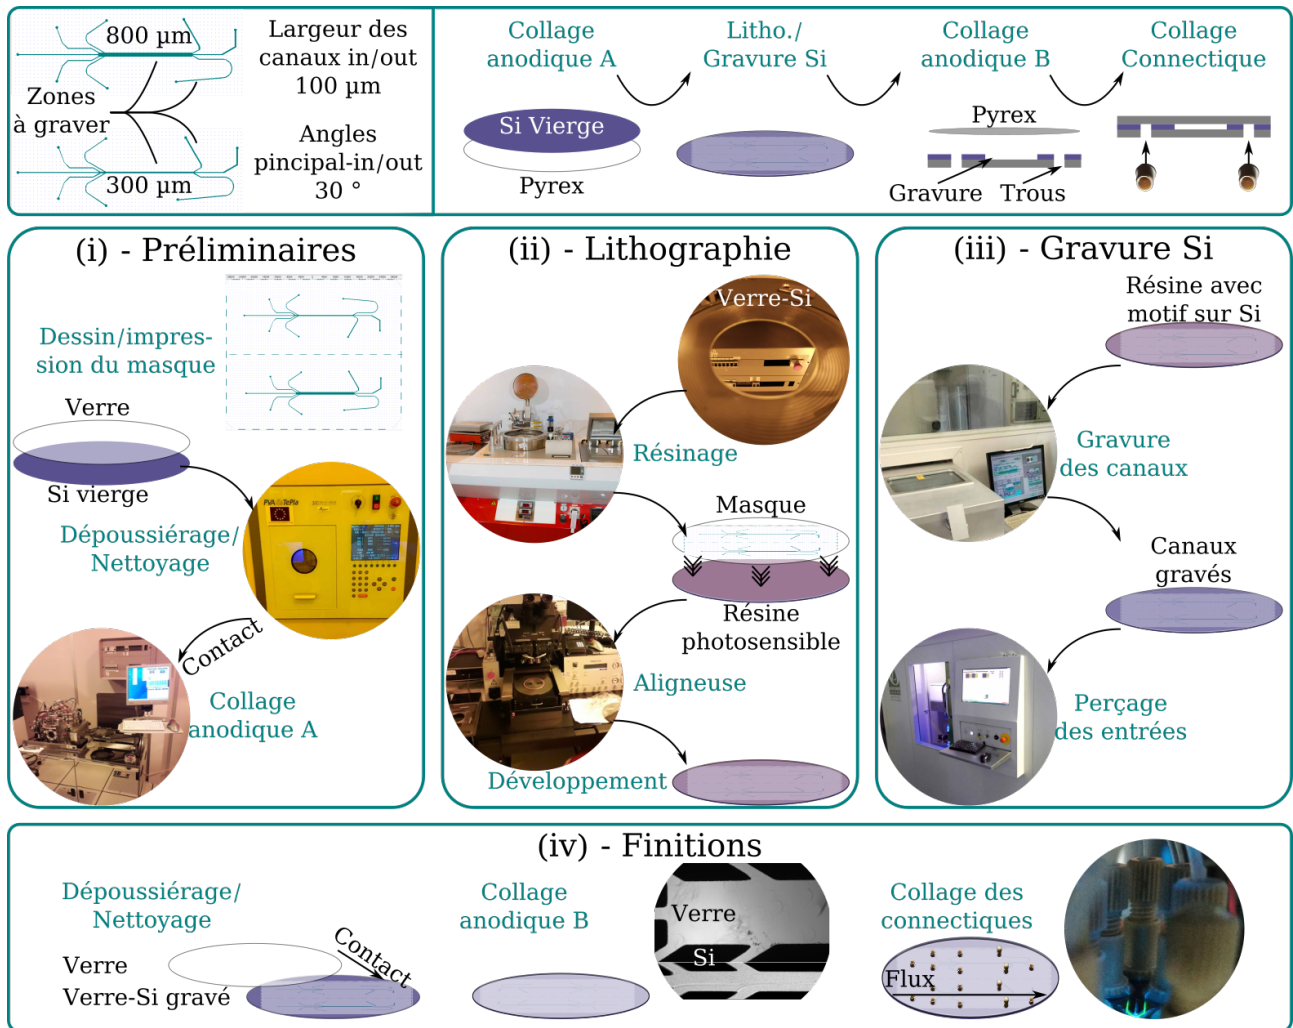 800 µm
Zones
à graver
300 µm
Largeur des
canaux in/out
100 µm
Angles
pincipal-in/out
30 °
Collage
anodique A
Litho./
Gravure Si
Collage
anodique B
Collage
Connectique
Si Vierge
Pyrex
Pyrex
Gravure
Trous
(i) - Préliminaires
Dessin/impres-
sion du masque
Verre
Si vierge
Dépoussiérage/
Nettoyage
PVA TePla
Contact
Collage
anodique A
(ii) - Lithographie
Verre-Si
Résinage
Masque
Résine
photosensible
Aligneuse
Développement
(iii) - Gravure Si
Résine avec
motif sur Si
Gravure
des canaux
Canaux
gravés
Perçage
des entrées
(iv) - Finitions
Dépoussiérage/
Nettoyage
Contact
Verre
Verre-Si gravé
Collage
anodique B
Verre
Si
Collage des
connectiques
Flux